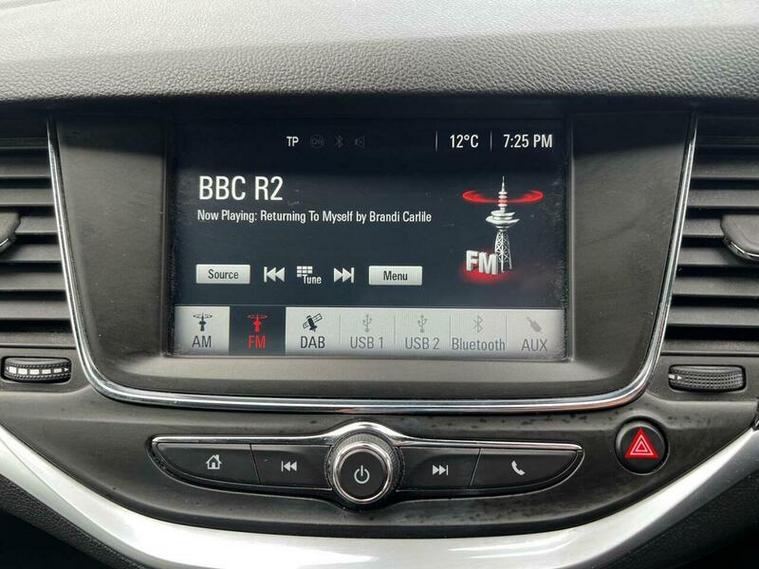 TP 12°C 7:25 PM
BBC R2
Now Playing: Returning To Myself by Brandi Carlile
FM
Source Tune Menu
AM FM DAB USB 1 USB 2 Bluetooth AUX